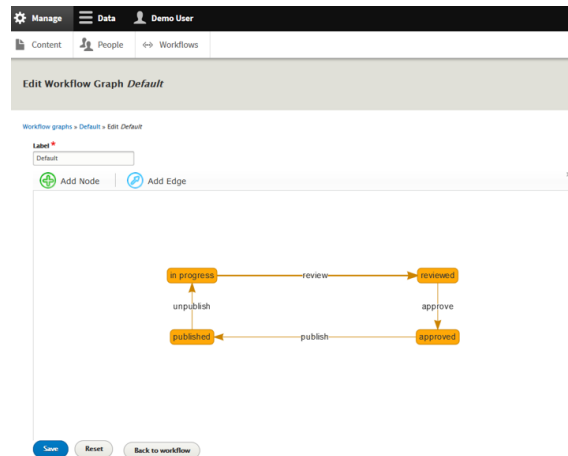 Manage Data Demo User
Content People Workflows
Edit Workflow Graph Default
Workflow graphs » Default » Edit Default
Label *
Default
Add Node Add Edge
in progress review reviewed
unpublish approve
published publish approved
Save Reset Back to workflow